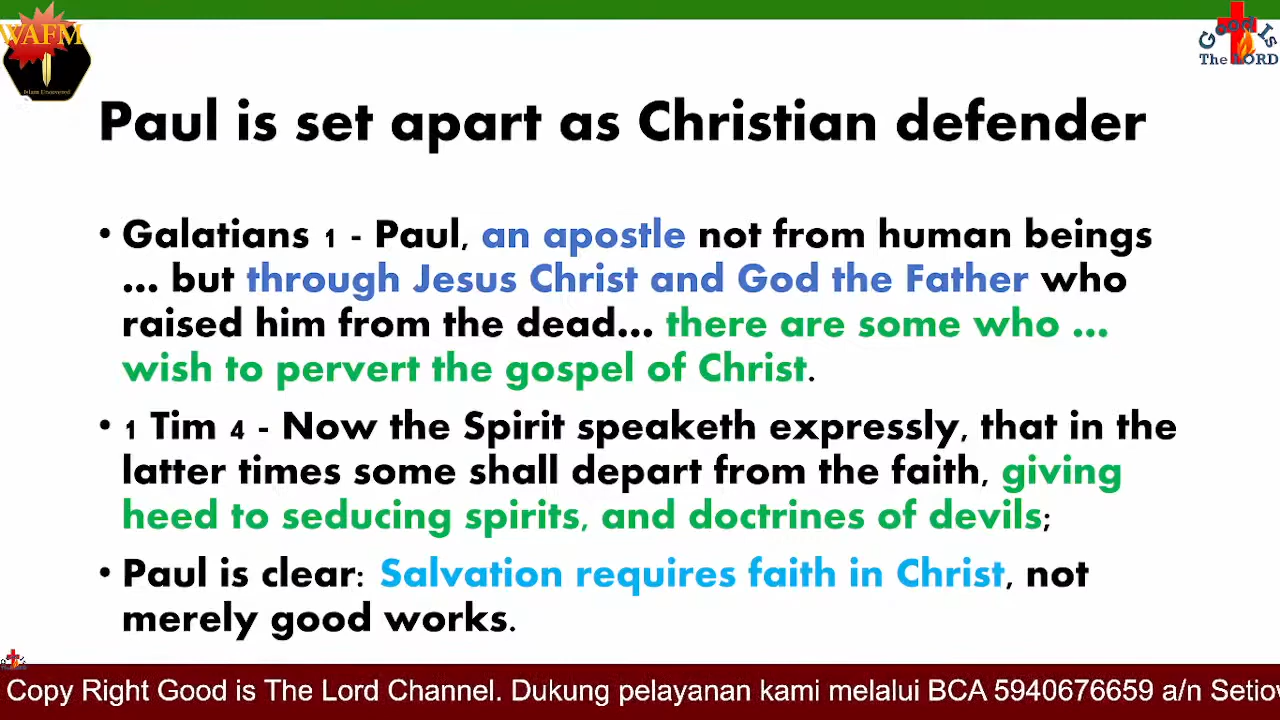 WAFM
Islam Uncovered
Good Is
The LORD
Paul is set apart as Christian defender
• Galatians 1 - Paul, an apostle not from human beings
... but through Jesus Christ and God the Father who
raised him from the dead... there are some who ...
wish to pervert the gospel of Christ.
• 1 Tim 4 - Now the Spirit speaketh expressly, that in the
latter times some shall depart from the faith, giving
heed to seducing spirits, and doctrines of devils;
• Paul is clear: Salvation requires faith in Christ, not
merely good works.
Copy Right Good is The Lord Channel. Dukung pelayanan kami melalui BCA 5940676659 a/n Setiov